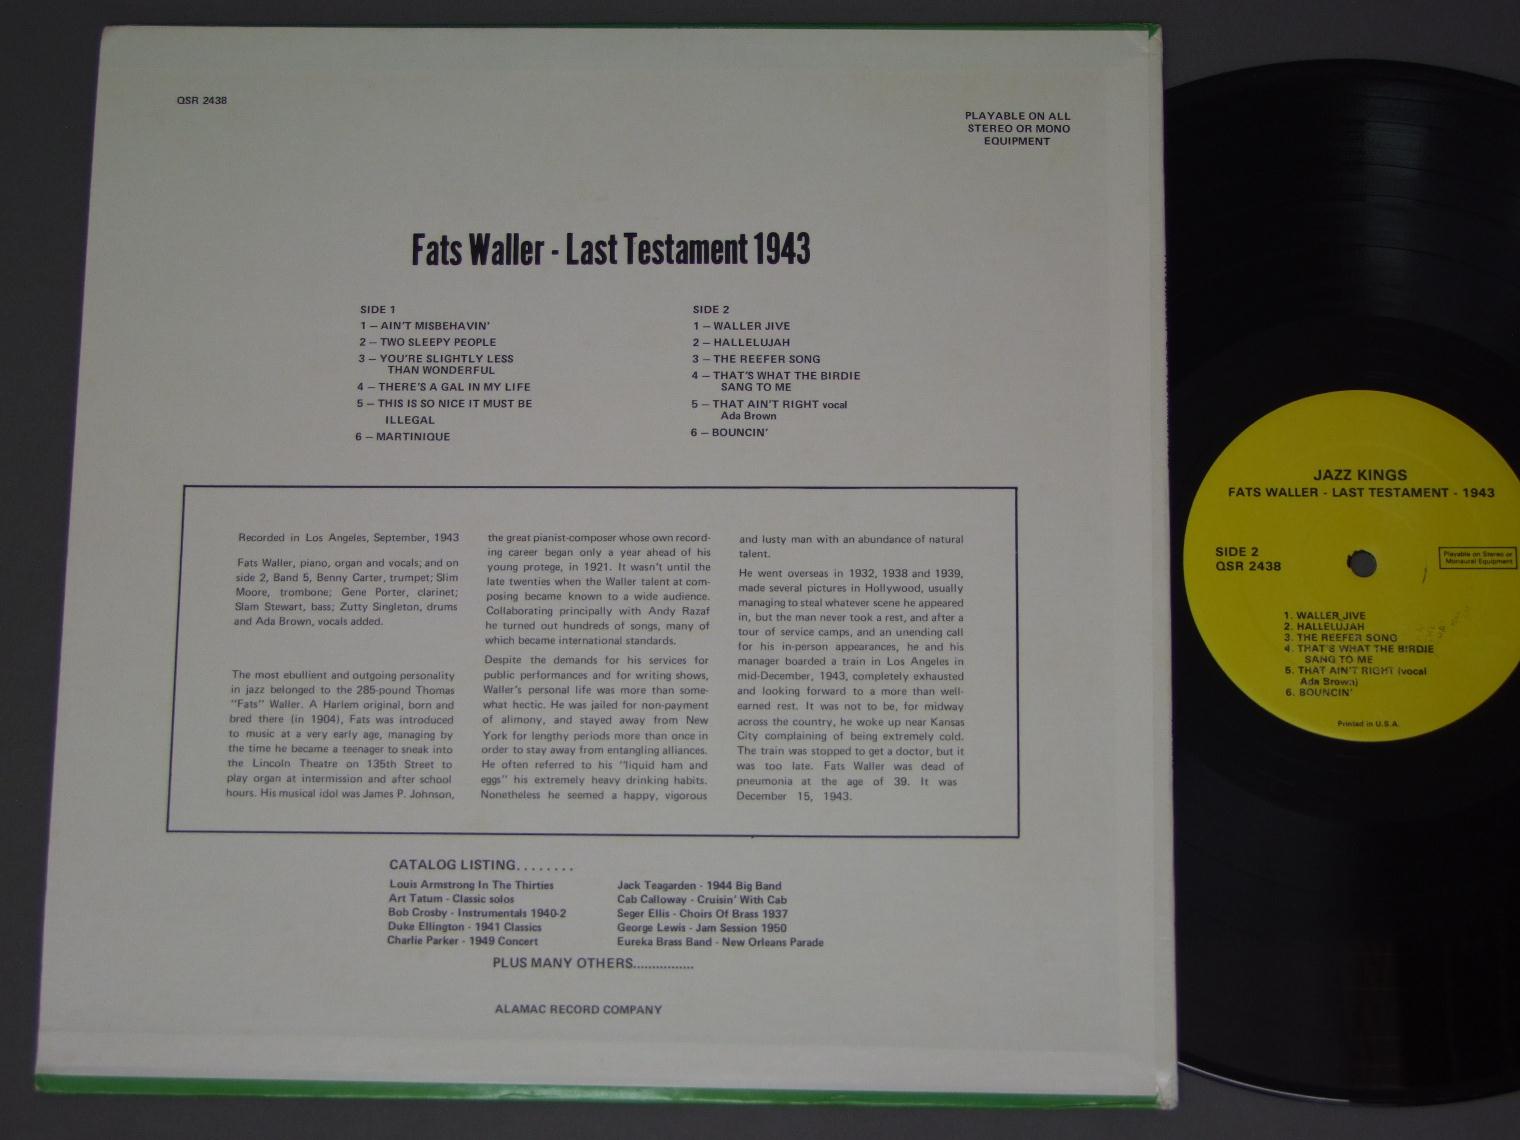 QSR 2438
PLAYABLE ON ALL
STEREO OR MONO
EQUIPMENT
Fats Waller - Last Testament 1943
SIDE 1
1 – AIN'T MISBEHAVIN'
2 – TWO SLEEPY PEOPLE
3 – YOU'RE SLIGHTLY LESS
THAN WONDERFUL
4 – THERE'S A GAL IN MY LIFE
5 – THIS IS SO NICE IT MUST BE
ILLEGAL
6 – MARTINIQUE
SIDE 2
1 – WALLER JIVE
2 – HALLELUJAH
3 – THE REEFER SONG
4 – THAT'S WHAT THE BIRDIE
SANG TO ME
5 – THAT AIN'T RIGHT vocal
Ada Brown
6 – BOUNCIN'
Recorded in Los Angeles, September, 1943
Fats Waller, piano, organ and vocals; and on
side 2, Band 5, Benny Carter, trumpet; Slim
Moore, trombone; Gene Porter, clarinet;
Slam Stewart, bass; Zutty Singleton, drums
and Ada Brown, vocals added.
The most ebullient and outgoing personality
in jazz belonged to the 285-pound Thomas
"Fats" Waller. A Harlem original, born and
bred there (in 1904), Fats was introduced
to music at a very early age, managing by
the time he became a teenager to sneak into
the Lincoln Theatre on 135th Street to
play organ at intermission and after school
hours. His musical idol was James P. Johnson,
the great pianist-composer whose own record-
ing career began only a year ahead of his
young protege, in 1921. It wasn't until the
late twenties when the Waller talent at com-
posing became known to a wide audience.
Collaborating principally with Andy Razaf
he turned out hundreds of songs, many of
which became international standards.
Despite the demands for his services for
public performances and for writing shows,
Waller's personal life was more than some-
what hectic. He was jailed for non-payment
of alimony, and stayed away from New
York for lengthy periods more than once in
order to stay away from entangling alliances.
He often referred to his "liquid ham and
eggs" his extremely heavy drinking habits.
Nonetheless he seemed a happy, vigorous
and lusty man with an abundance of natural
talent.
He went overseas in 1932, 1938 and 1939,
made several pictures in Hollywood, usually
managing to steal whatever scene he appeared
in, but the man never took a rest, and after a
tour of service camps, and an unending call
for his in-person appearances, he and his
manager boarded a train in Los Angeles in
mid-December, 1943, completely exhausted
and looking forward to a more than well-
earned rest. It was not to be, for midway
across the country, he woke up near Kansas
City complaining of being extremely cold.
The train was stopped to get a doctor, but it
was too late. Fats Waller was dead of
pneumonia at the age of 39. It was
December 15, 1943.
CATALOG LISTING........
Louis Armstrong In The Thirties
Art Tatum - Classic solos
Bob Crosby - Instrumentals 1940-2
Duke Ellington - 1941 Classics
Charlie Parker - 1949 Concert
Jack Teagarden - 1944 Big Band
Cab Calloway - Cruisin' With Cab
Seger Ellis - Choirs Of Brass 1937
George Lewis - Jam Session 1950
Eureka Brass Band - New Orleans Parade
PLUS MANY OTHERS................
ALAMAC RECORD COMPANY
JAZZ KINGS
FATS WALLER - LAST TESTAMENT - 1943
SIDE 2
QSR 2438
Playable on Stereo or
Monaural Equipment
1. WALLER JIVE
2. HALLELUJAH
3. THE REEFER SONG
4. THAT'S WHAT THE BIRDIE
SANG TO ME
5. THAT AIN'T RIGHT (vocal
Ada Brown)
6. BOUNCIN'
Printed in U.S.A.